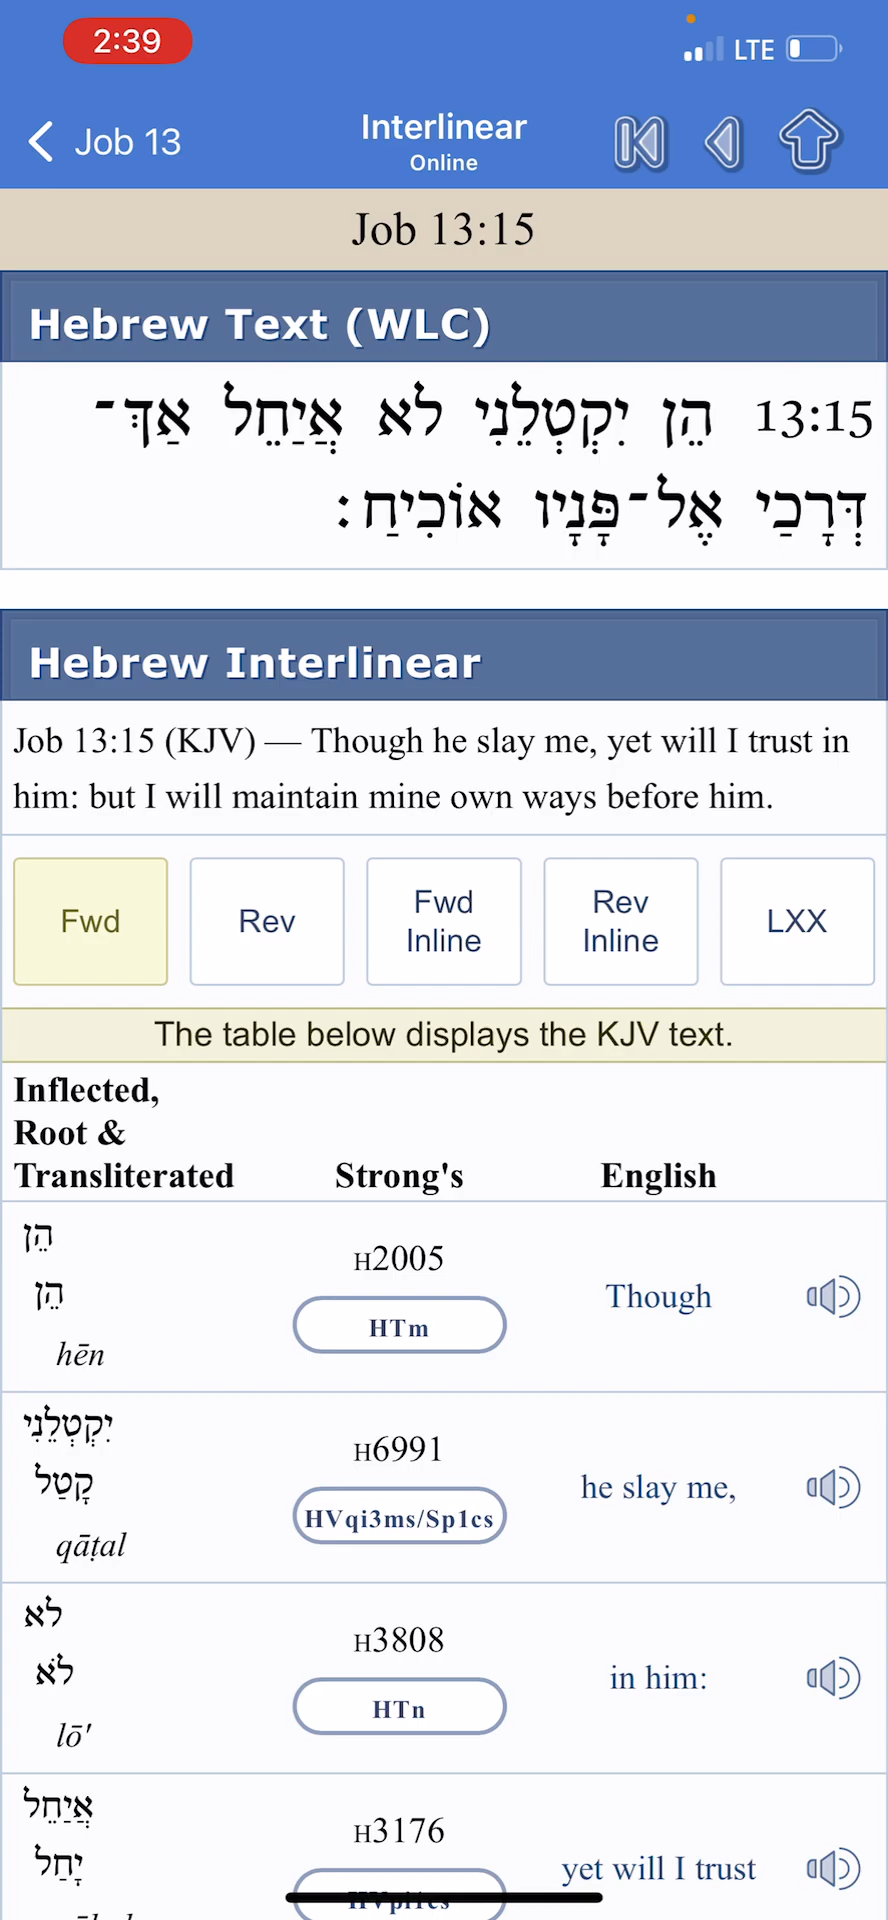 2:39
LTE
Job 13
Interlinear
Online
Job 13:15
Hebrew Text (WLC)
13:15 הֵ֣ן יִ֭קְטְלֵנִי לא אֲיַחֵ֑ל אַךְ־
דְּ֝רָכַ֗י אֶל־פָּנָ֥יו אוֹכִֽיחַ׃
Hebrew Interlinear
Job 13:15 (KJV) — Though he slay me, yet will I trust in
him: but I will maintain mine own ways before him.
Fwd
Rev
Fwd
Inline
Rev
Inline
LXX
The table below displays the KJV text.
Inflected,
Root &
Transliterated
Strong's
English
הֵן
הֵן
hēn
H2005
HTm
Though
יִקְטְלֵנִי
קָטַל
qāṭal
H6991
HVqi3ms/Sp1cs
he slay me,
לא
לֹא
lō'
H3808
HTn
in him:
אֲיַחֵל
יָחַל
H3176
yet will I trust